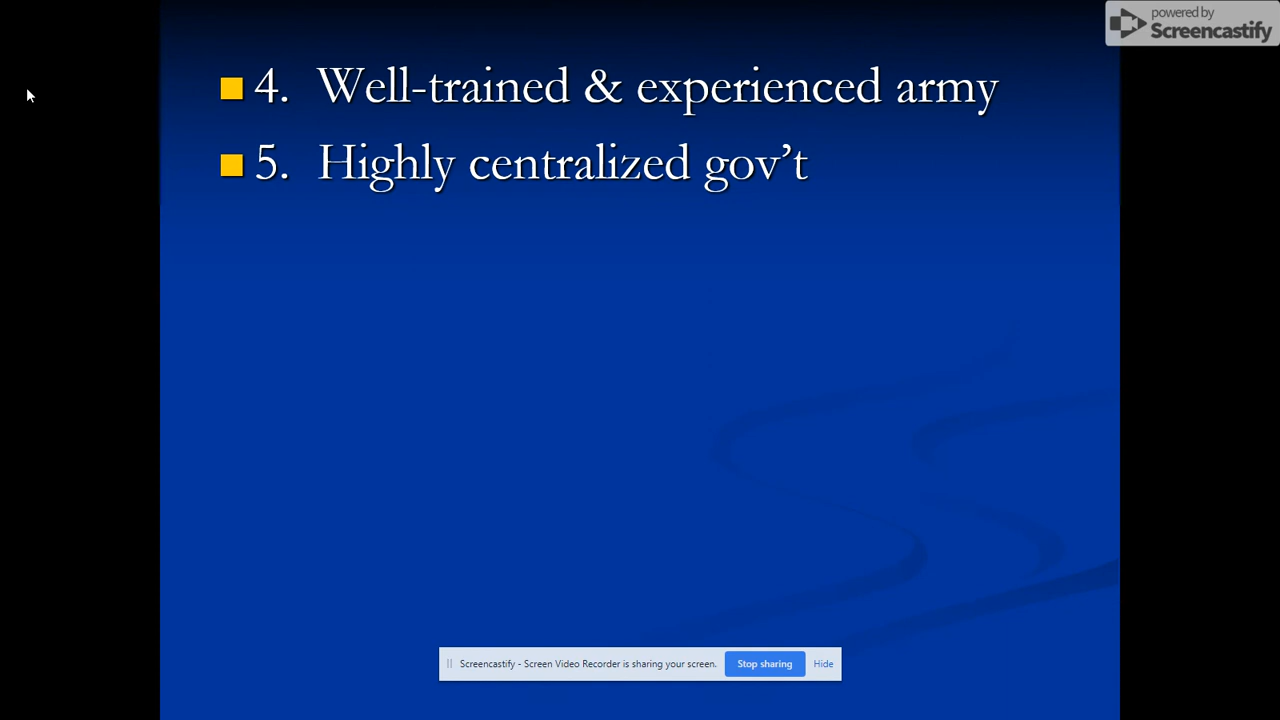 powered by
Screencastify
4. Well-trained & experienced army
5. Highly centralized gov’t
Screencastify - Screen Video Recorder is sharing your screen. Stop sharing Hide